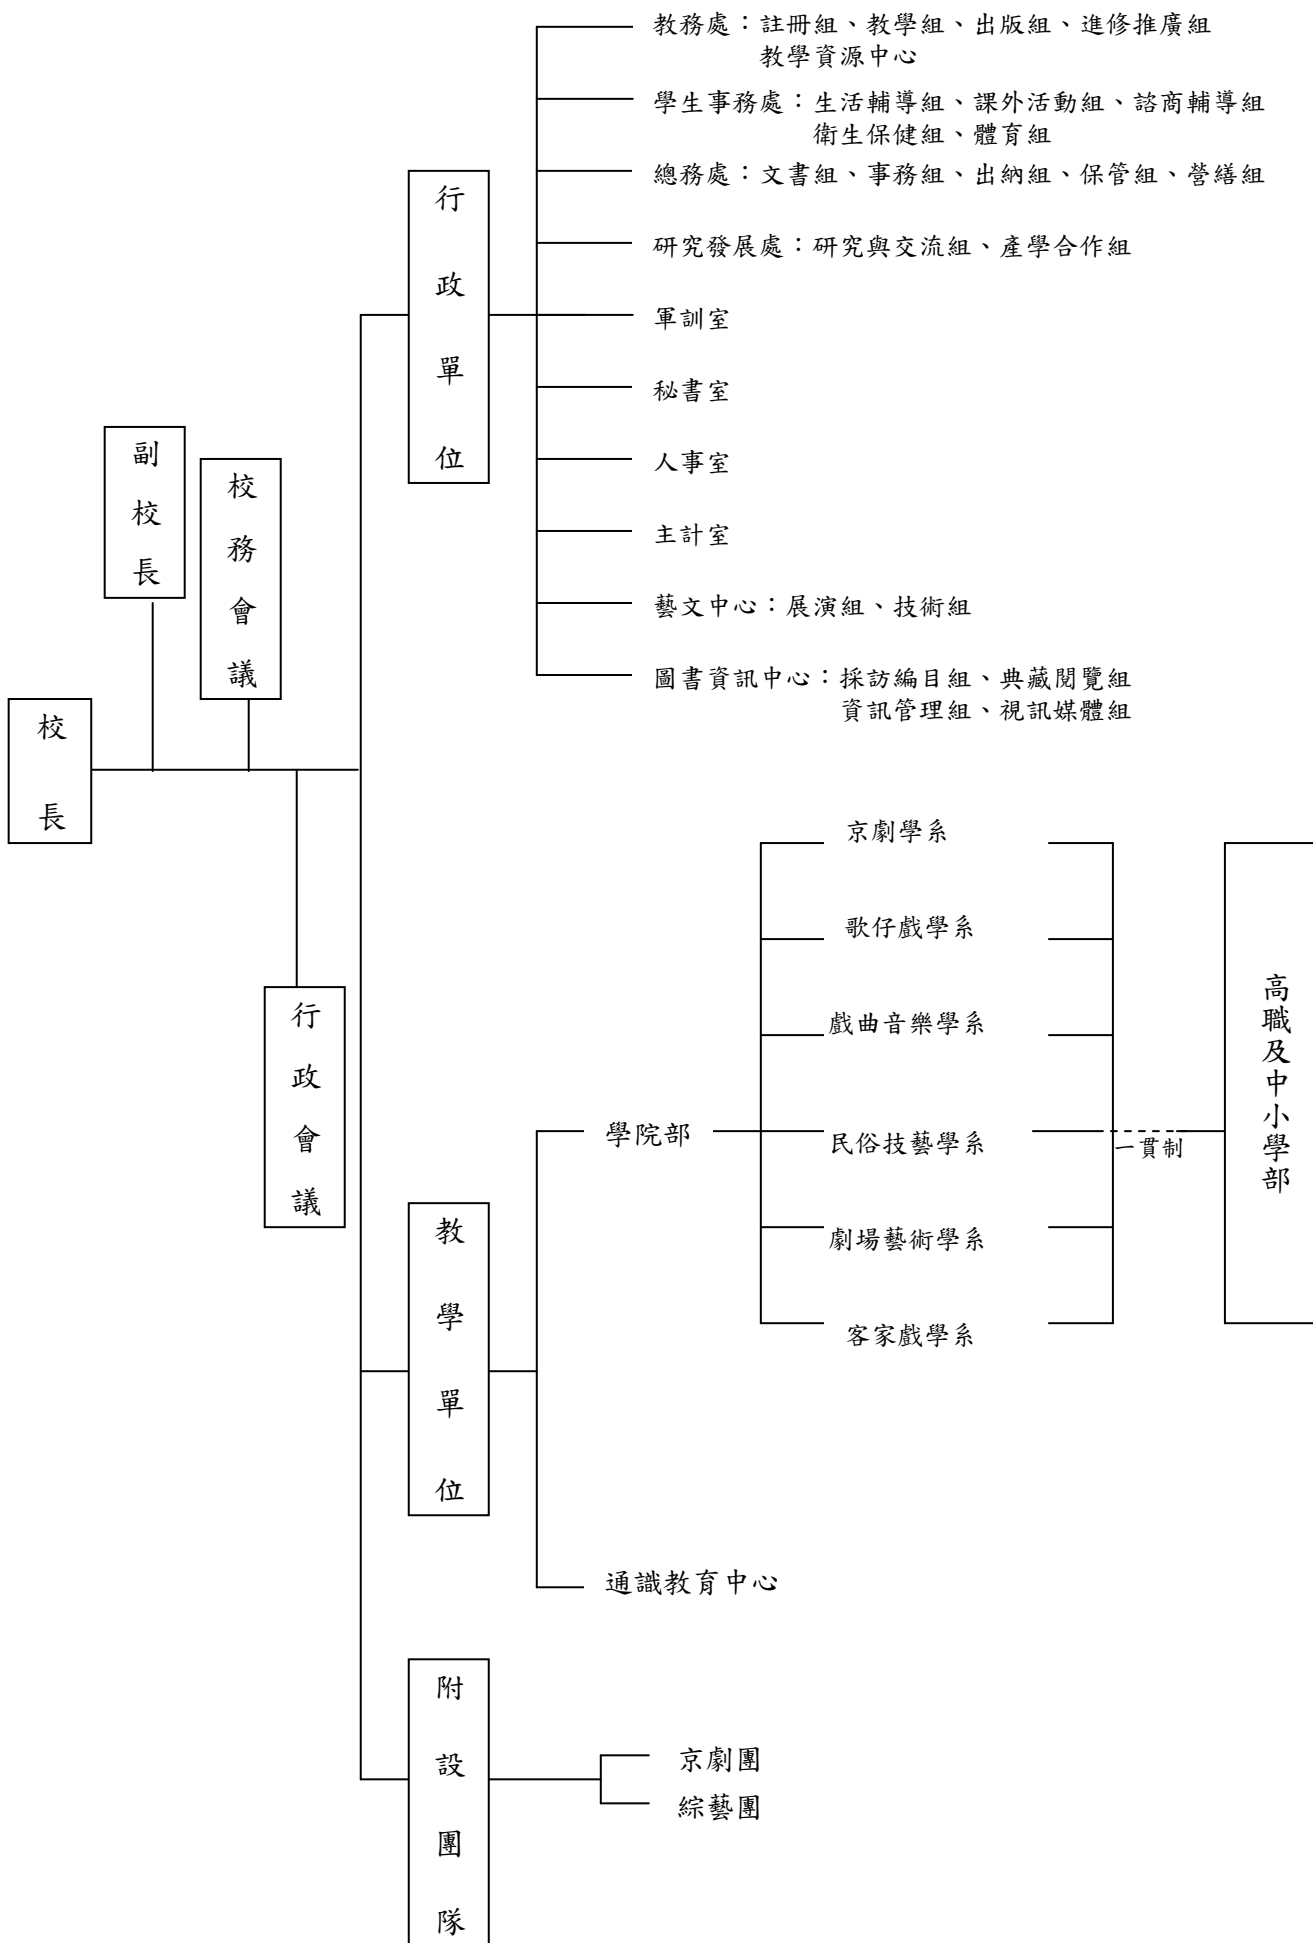 校長
副校長
校務會議
行政會議
行政單位
教務處：註冊組、教學組、出版組、進修推廣組
教學資源中心
學生事務處：生活輔導組、課外活動組、諮商輔導組
衛生保健組、體育組
總務處：文書組、事務組、出納組、保管組、營繕組
研究發展處：研究與交流組、產學合作組
軍訓室
秘書室
人事室
主計室
藝文中心：展演組、技術組
圖書資訊中心：採訪編目組、典藏閱覽組
資訊管理組、視訊媒體組
教學單位
學院部
京劇學系
歌仔戲學系
戲曲音樂學系
民俗技藝學系
劇場藝術學系
客家戲學系
一貫制
高職及中小學部
通識教育中心
附設團隊
京劇團
綜藝團